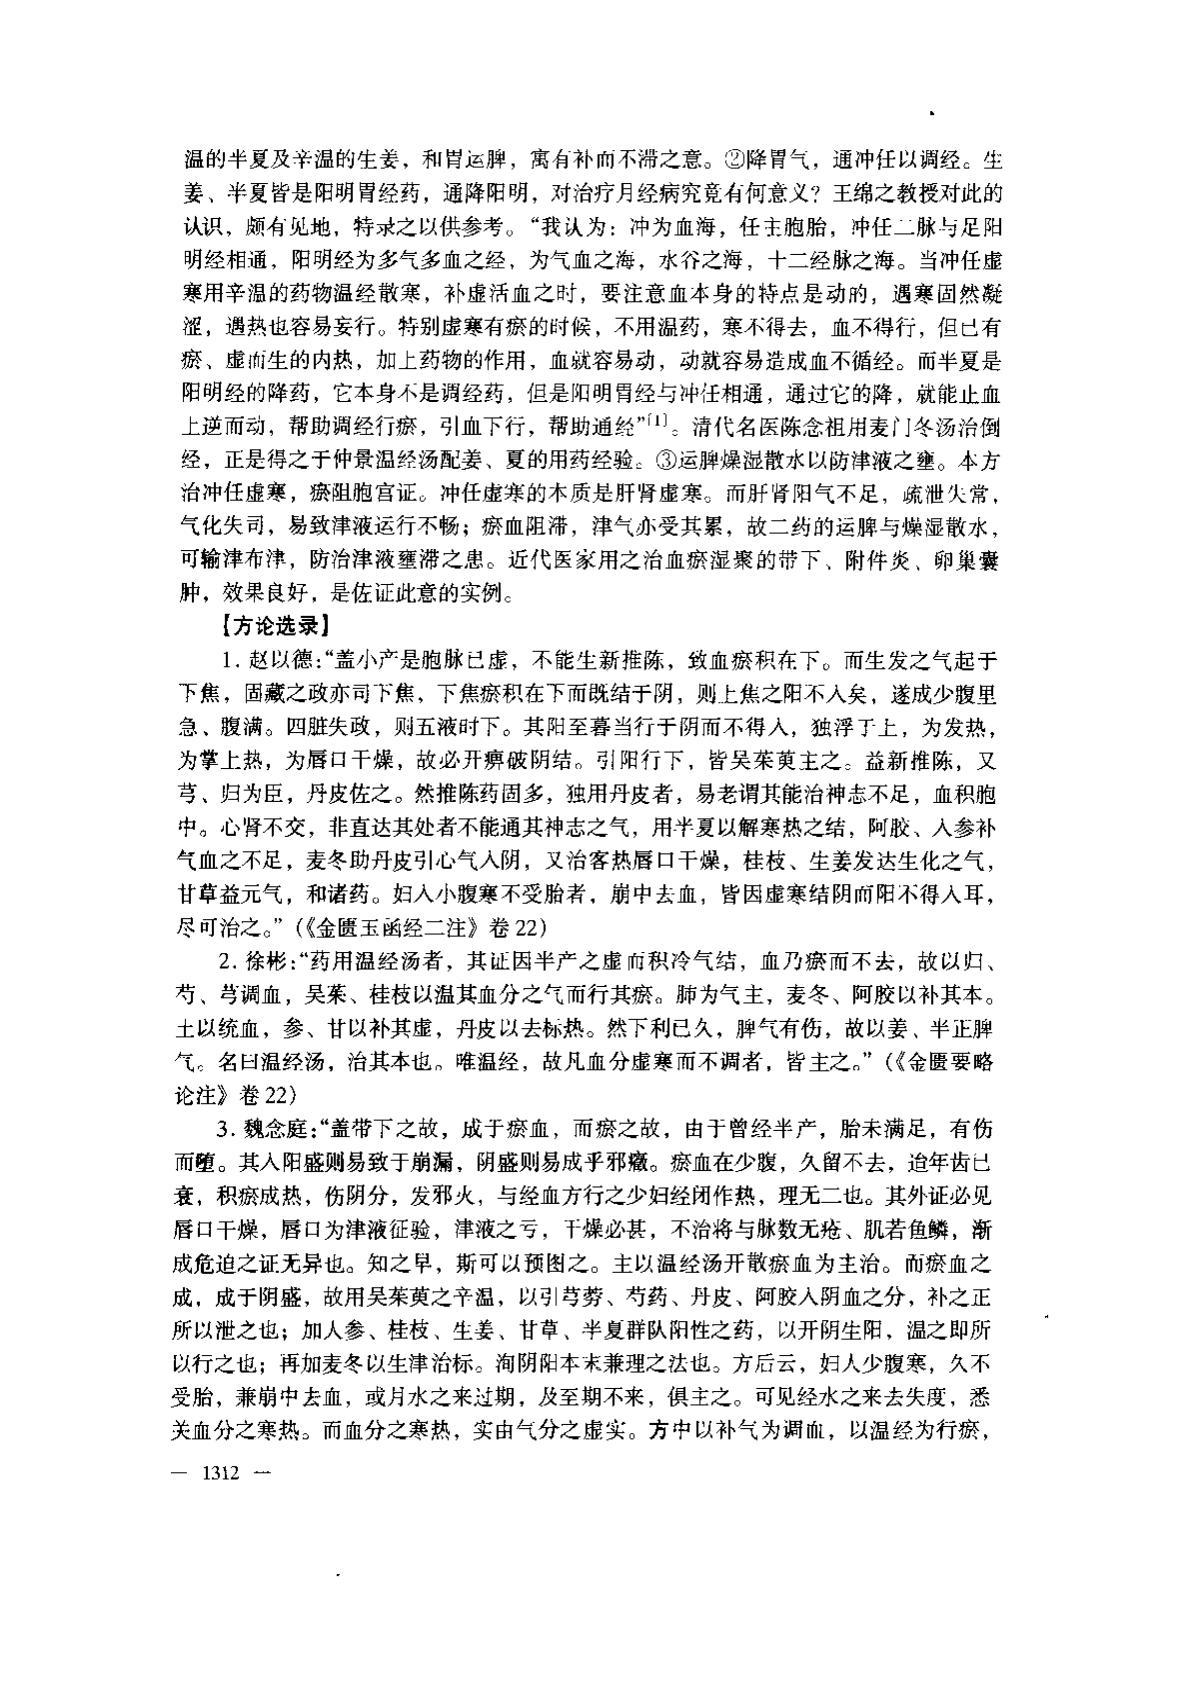 温的半夏及辛温的生姜，和胃运脾，寓有补而不滞之意。②降胃气，通冲任以调经。生
姜、半夏皆是阳明胃经药，通降阳明，对治疗月经病究竟有何意义？王绵之教授对此的
认识，颇有见地，特录之以供参考。“我认为：冲为血海，任主胞胎，冲任二脉与足阳
明经相通，阳明经为多气多血之经，为气血之海，水谷之海，十二经脉之海。当冲任虚
寒用辛温的药物温经散寒，补虚活血之时，要注意血本身的特点是动的，遇寒固然凝
涩，遇热也容易妄行。特别虚寒有瘀的时候，不用温药，寒不得去，血不得行，但已有
瘀、虚而生的内热，加上药物的作用，血就容易动，动就容易造成血不循经。而半夏是
阳明经的降药，它本身不是调经药，但是阳明胃经与冲任相通，通过它的降，就能止血
上逆而动，帮助调经行瘀，引血下行，帮助通经”[1]。清代名医陈念祖用麦门冬汤治倒
经，正是得之于仲景温经汤配姜、夏的用药经验。③运脾燥湿散水以防津液之壅。本方
治冲任虚寒，瘀阻胞宫证。冲任虚寒的本质是肝肾虚寒。而肝肾阳气不足，疏泄失常，
气化失司，易致津液运行不畅；瘀血阻滞，津气亦受其累，故二药的运脾与燥湿散水，
可输津布津，防治津液壅滞之患。近代医家用之治血瘀湿聚的带下、附件炎、卵巢囊
肿，效果良好，是佐证此意的实例。
【方论选录】
1. 赵以德：“盖小产是胞脉已虚，不能生新推陈，致血瘀积在下。而生发之气起于
下焦，固藏之政亦司下焦，下焦瘀积在下而既结于阴，则上焦之阳不入矣，遂成少腹里
急、腹满。四脏失政，则五液时下。其阳至暮当行于阴而不得入，独浮于上，为发热，
为掌上热，为唇口干燥，故必开痹破阴结。引阳行下，皆吴茱萸主之。益新推陈，又
芎、归为臣，丹皮佐之。然推陈药固多，独用丹皮者，易老谓其能治神志不足，血积胞
中。心肾不交，非直达其处者不能通其神志之气，用半夏以解寒热之结，阿胶、人参补
气血之不足，麦冬助丹皮引心气入阴，又治客热唇口干燥，桂枝、生姜发达生化之气，
甘草益元气，和诸药。妇人小腹寒不受胎者，崩中去血，皆因虚寒结阴而阳不得入耳，
尽可治之。”（《金匮玉函经二注》卷 22）
2. 徐彬：“药用温经汤者，其证因半产之虚而积冷气结，血乃瘀而不去，故以归、
芍、芎调血，吴茱、桂枝以温其血分之气而行其瘀。肺为气主，麦冬、阿胶以补其本。
土以统血，参、甘以补其虚，丹皮以去标热。然下利已久，脾气有伤，故以姜、半正脾
气。名曰温经汤，治其本也。唯温经，故凡血分虚寒而不调者，皆主之。”（《金匮要略
论注》卷 22）
3. 魏念庭：“盖带下之故，成于瘀血，而瘀之故，由于曾经半产，胎未满足，有伤
而堕。其人阳盛则易致于崩漏，阴盛则易成乎邪癥。瘀血在少腹，久留不去，迨年齿已
衰，积瘀成热，伤阴分，发邪火，与经血方行之少妇经闭作热，理无二也。其外证必见
唇口干燥，唇口为津液征验，津液之亏，干燥必甚，不治将与脉数无疮、肌若鱼鳞，渐
成危迫之证无异也。知之早，斯可以预图之。主以温经汤开散瘀血为主治。而瘀血之
成，成于阴盛，故用吴茱萸之辛温，以引芎䓖、芍药、丹皮、阿胶入阴血之分，补之正
所以泄之也；加人参、桂枝、生姜、甘草、半夏群队阳性之药，以开阴生阳，温之即所
以行之也；再加麦冬以生津治标。洵阴阳本末兼理之法也。方后云，妇人少腹寒，久不
受胎，兼崩中去血，或月水之来过期，及至期不来，俱主之。可见经水之来去失度，悉
关血分之寒热。而血分之寒热，实由气分之虚实。方中以补气为调血，以温经为行瘀，
— 1312 —